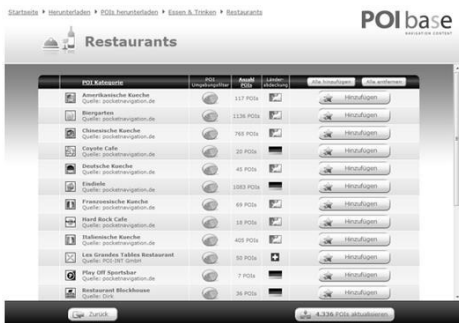 Startseite Herunterladen POIs herunterladen Essen & Trinken Restaurants
POIbase
NAVIGATION CONTENT
Restaurants
POI Kategorie POI Umgebungsfilter Anzahl POIs Länderabdeckung Alle hinzufügen Alle entfernen
Amerikanische Kueche
Quelle: pocketnavigation.de
117 POIs Hinzufügen
Biergarten
Quelle: pocketnavigation.de
1136 POIs Hinzufügen
Chinesische Kueche
Quelle: pocketnavigation.de
765 POIs Hinzufügen
Coyote Cafe
Quelle: pocketnavigation.de
20 POIs Hinzufügen
Deutsche Kueche
Quelle: pocketnavigation.de
45 POIs Hinzufügen
Eisdiele
Quelle: pocketnavigation.de
1083 POIs Hinzufügen
Franzoesische Kueche
Quelle: pocketnavigation.de
69 POIs Hinzufügen
Hard Rock Cafe
Quelle: pocketnavigation.de
16 POIs Hinzufügen
Italienische Kueche
Quelle: pocketnavigation.de
405 POIs Hinzufügen
Les Grandes Tables Restaurant
Quelle: POI-INT GmbH
50 POIs Hinzufügen
Play Off Sportsbar
Quelle: pocketnavigation.de
7 POIs Hinzufügen
Restaurant Blockhouse
Quelle: Dirk
36 POIs Hinzufügen
Zurück 4.336 POIs aktualisieren